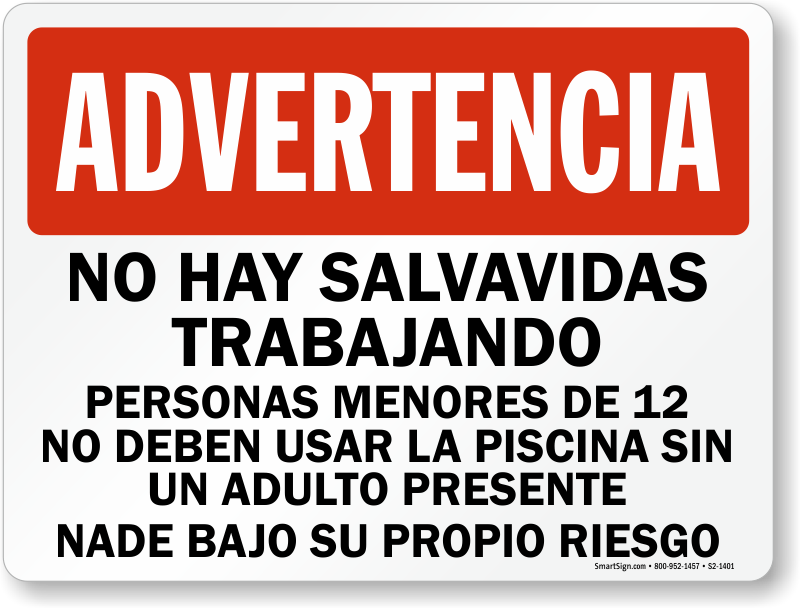 ADVERTENCIA
NO HAY SALVAVIDAS
TRABAJANDO
PERSONAS MENORES DE 12
NO DEBEN USAR LA PISCINA SIN
UN ADULTO PRESENTE
NADE BAJO SU PROPIO RIESGO
SmartSign.com • 800-952-1457 • S2-1401